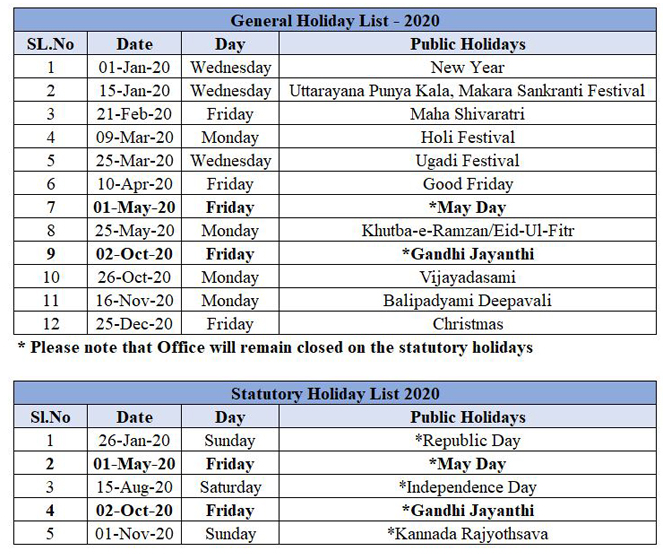 General Holiday List - 2020
SL.No Date Day Public Holidays
1 01-Jan-20 Wednesday New Year
2 15-Jan-20 Wednesday Uttarayana Punya Kala, Makara Sankranti Festival
3 21-Feb-20 Friday Maha Shivaratri
4 09-Mar-20 Monday Holi Festival
5 25-Mar-20 Wednesday Ugadi Festival
6 10-Apr-20 Friday Good Friday
7 01-May-20 Friday *May Day
8 25-May-20 Monday Khutba-e-Ramzan/Eid-Ul-Fitr
9 02-Oct-20 Friday *Gandhi Jayanthi
10 26-Oct-20 Monday Vijayadasami
11 16-Nov-20 Monday Balipadyami Deepavali
12 25-Dec-20 Friday Christmas
* Please note that Office will remain closed on the statutory holidays
Statutory Holiday List 2020
Sl.No Date Day Public Holidays
1 26-Jan-20 Sunday *Republic Day
2 01-May-20 Friday *May Day
3 15-Aug-20 Saturday *Independence Day
4 02-Oct-20 Friday *Gandhi Jayanthi
5 01-Nov-20 Sunday *Kannada Rajyothsava